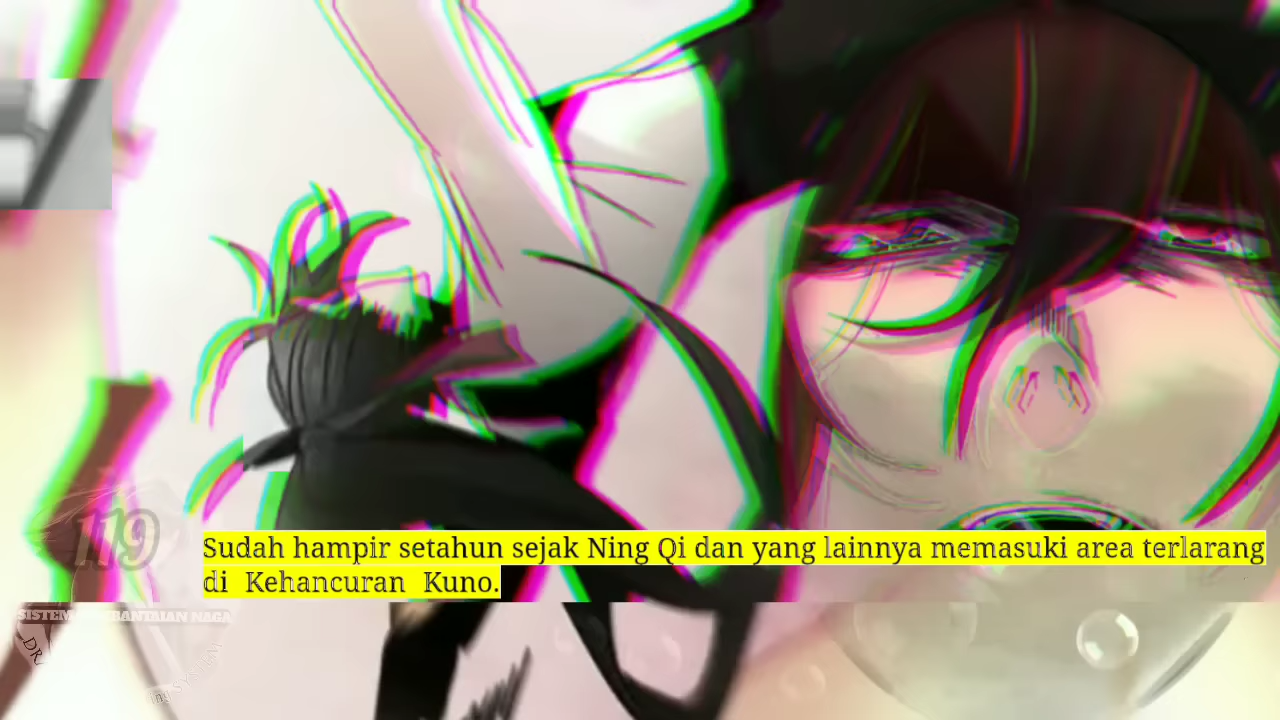 Sudah hampir setahun sejak Ning Qi dan yang lainnya memasuki area terlarang
di Kehancuran Kuno.
119